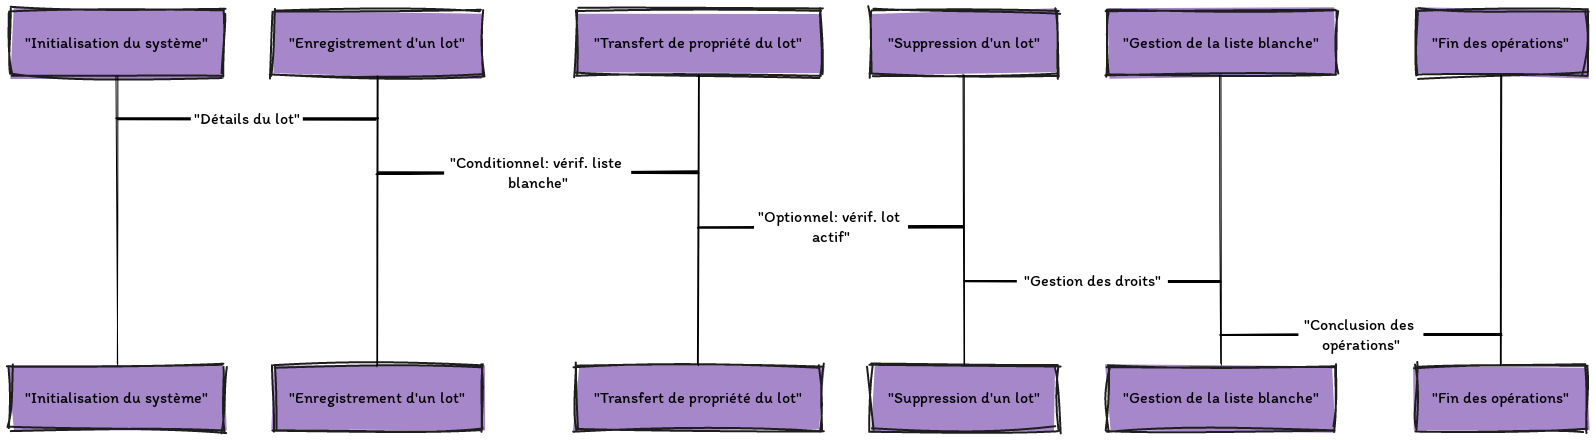 "Initialisation du système"
"Enregistrement d'un lot"
"Transfert de propriété du lot"
"Suppression d'un lot"
"Gestion de la liste blanche"
"Fin des opérations"
"Détails du lot"
"Conditionnel: vérif. liste
blanche"
"Optionnel: vérif. lot
actif"
"Gestion des droits"
"Conclusion des
opérations"
"Initialisation du système"
"Enregistrement d'un lot"
"Transfert de propriété du lot"
"Suppression d'un lot"
"Gestion de la liste blanche"
"Fin des opérations"